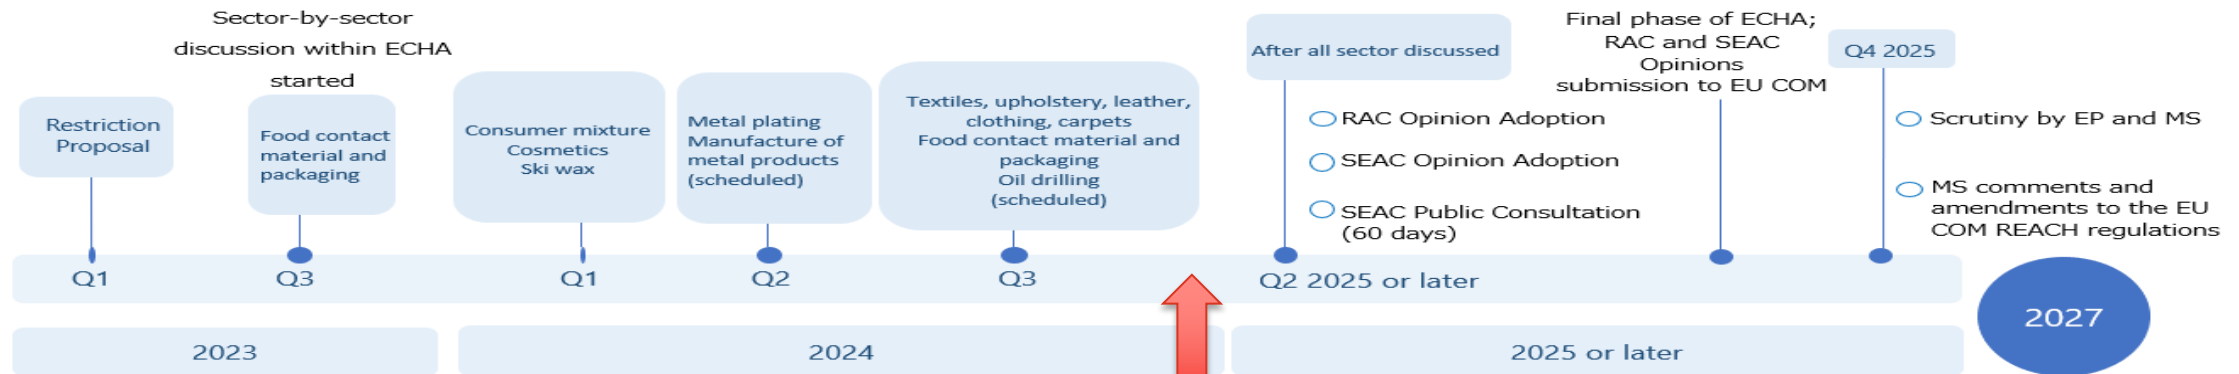 Sector-by-sector
discussion within ECHA
started
Restriction
Proposal
Food contact
material and
packaging
Consumer mixture
Cosmetics
Ski wax
Metal plating
Manufacture of
metal products
(scheduled)
Textiles, upholstery, leather,
clothing, carpets
Food contact material and
packaging
Oil drilling
(scheduled)
After all sector discussed
RAC Opinion Adoption
SEAC Opinion Adoption
SEAC Public Consultation
(60 days)
Final phase of ECHA;
RAC and SEAC
Opinions
submission to EU COM
Q4 2025
Scrutiny by EP and MS
MS comments and
amendments to the EU
COM REACH regulations
Q1
Q3
Q1
Q2
Q3
Q2 2025 or later
2023
2024
2025 or later
2027